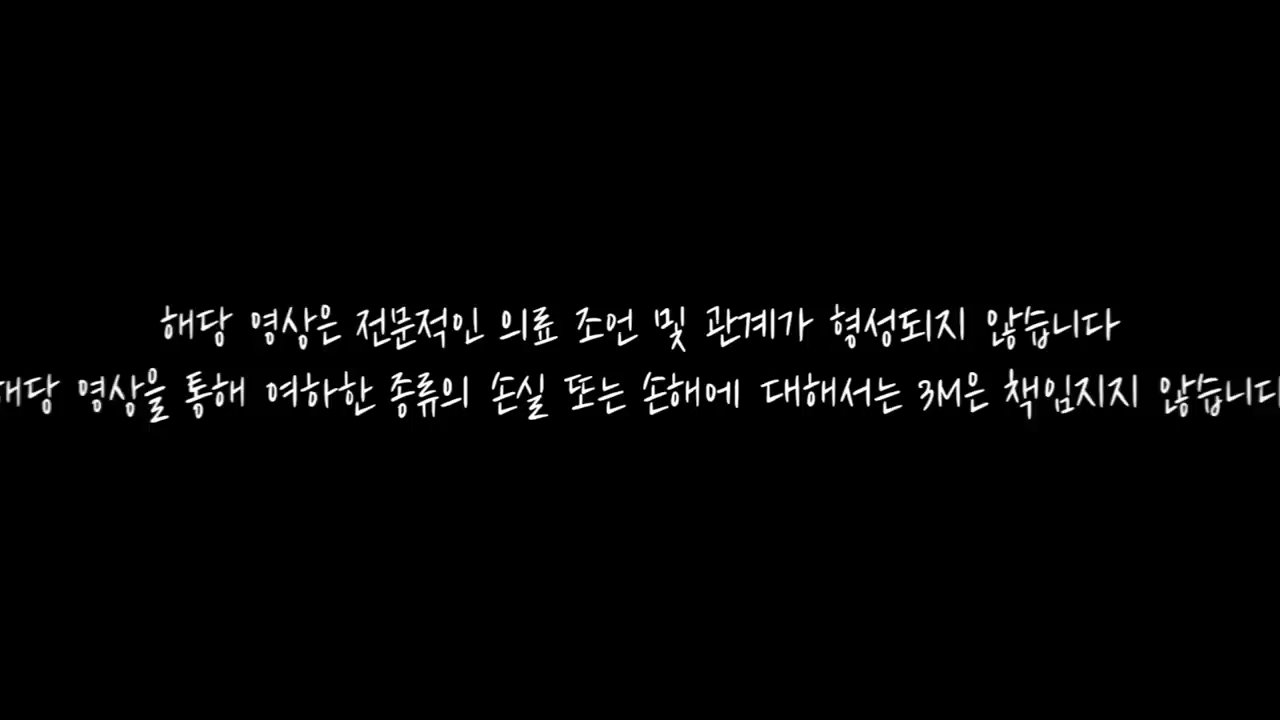 해당 영상은 전문적인 의료 조언 및 관계가 형성되지 않습니다
해당 영상을 통해 여하한 종류의 손실 또는 손해에 대해서는 3M은 책임지지 않습니다